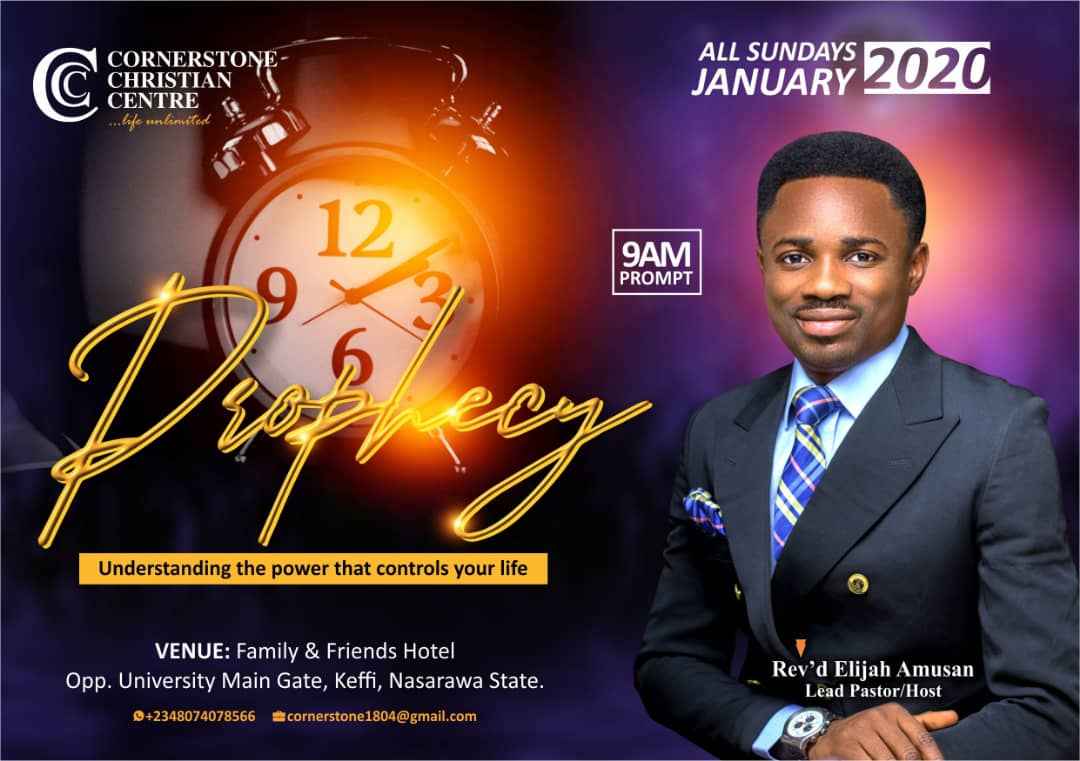 CORNERSTONE
CHRISTIAN
CENTRE
...life unlimited
ALL SUNDAYS
JANUARY 2020
12
9
3
6
9AM
PROMPT
Prophecy
Understanding the power that controls your life
VENUE: Family & Friends Hotel
Opp. University Main Gate, Keffi, Nasarawa State.
+2348074078566 cornerstone1804@gmail.com
Rev'd Elijah Amusan
Lead Pastor/Host